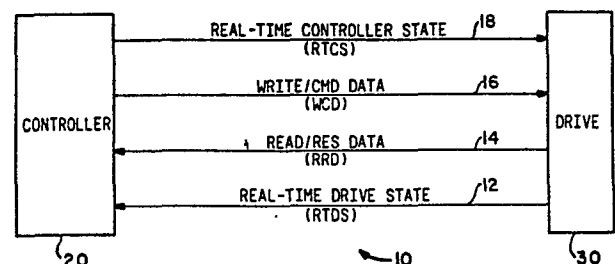 REAL-TIME CONTROLLER STATE 18
(RTCS)
WRITE/CMD DATA 16
(WCD)
CONTROLLER
DRIVE
READ/RES DATA 14
(RRD)
REAL-TIME DRIVE STATE 12
(RTDS)
20
10
30